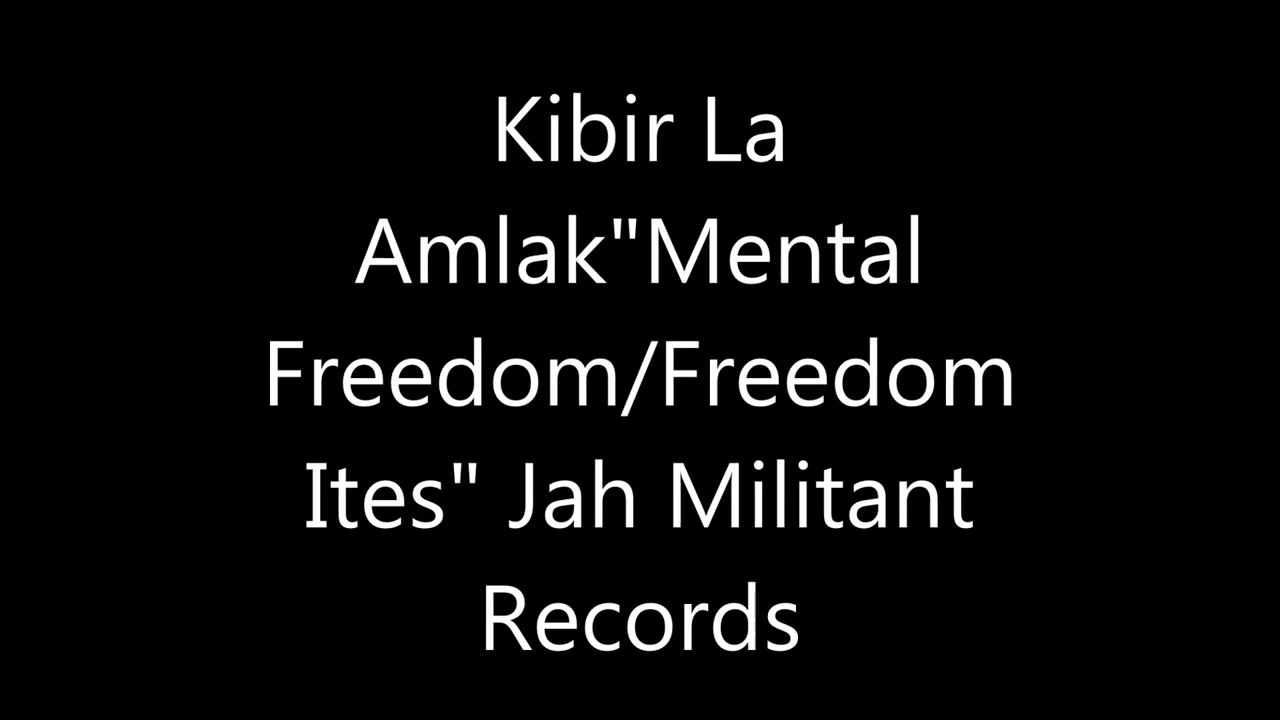 Kibir La
Amlak"Mental
Freedom/Freedom
Ites" Jah Militant
Records